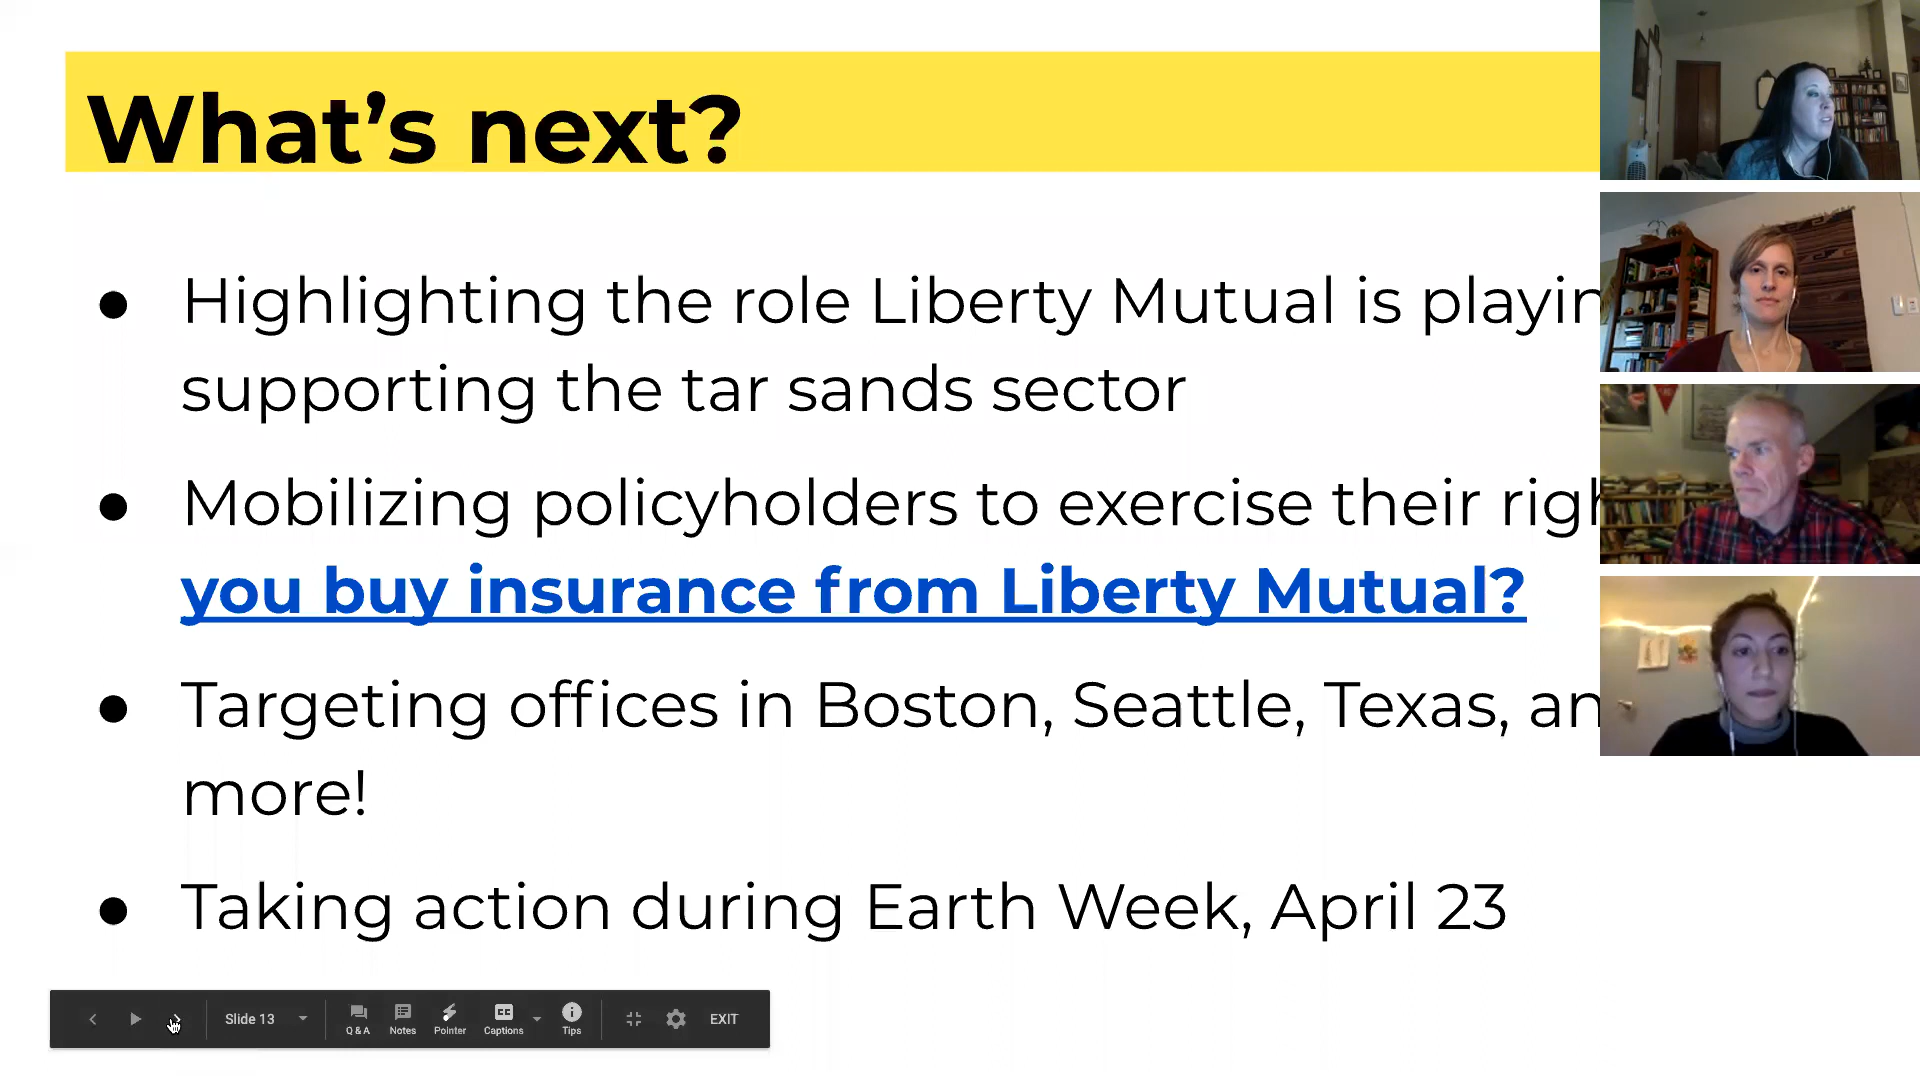 What's next?
● Highlighting the role Liberty Mutual is playin
supporting the tar sands sector
● Mobilizing policyholders to exercise their righ
you buy insurance from Liberty Mutual?
● Targeting offices in Boston, Seattle, Texas, an
more!
● Taking action during Earth Week, April 23
Slide 13
Q & A
Notes
Pointer
CC
Captions
Tips
EXIT